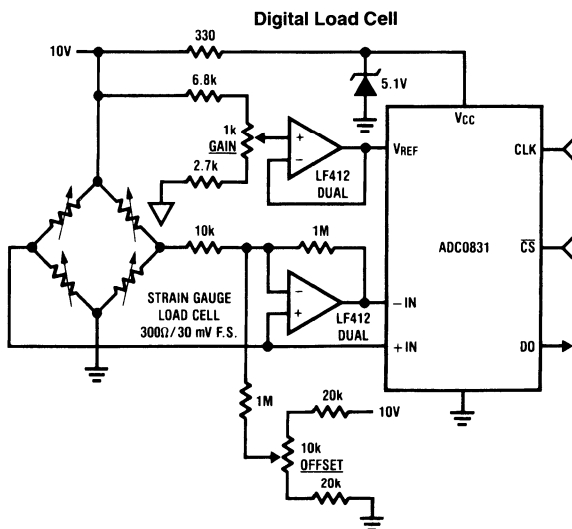 Digital Load Cell
10V
330
5.1V
6.8k
1k
GAIN
2.7k
+
−
LF412
DUAL
VCC
VREF
CLK
ADC0831
CS
10k
1M
−
+
LF412
DUAL
−IN
+IN
DO
STRAIN GAUGE
LOAD CELL
300Ω/30 mV F.S.
1M
20k
10V
10k
OFFSET
20k